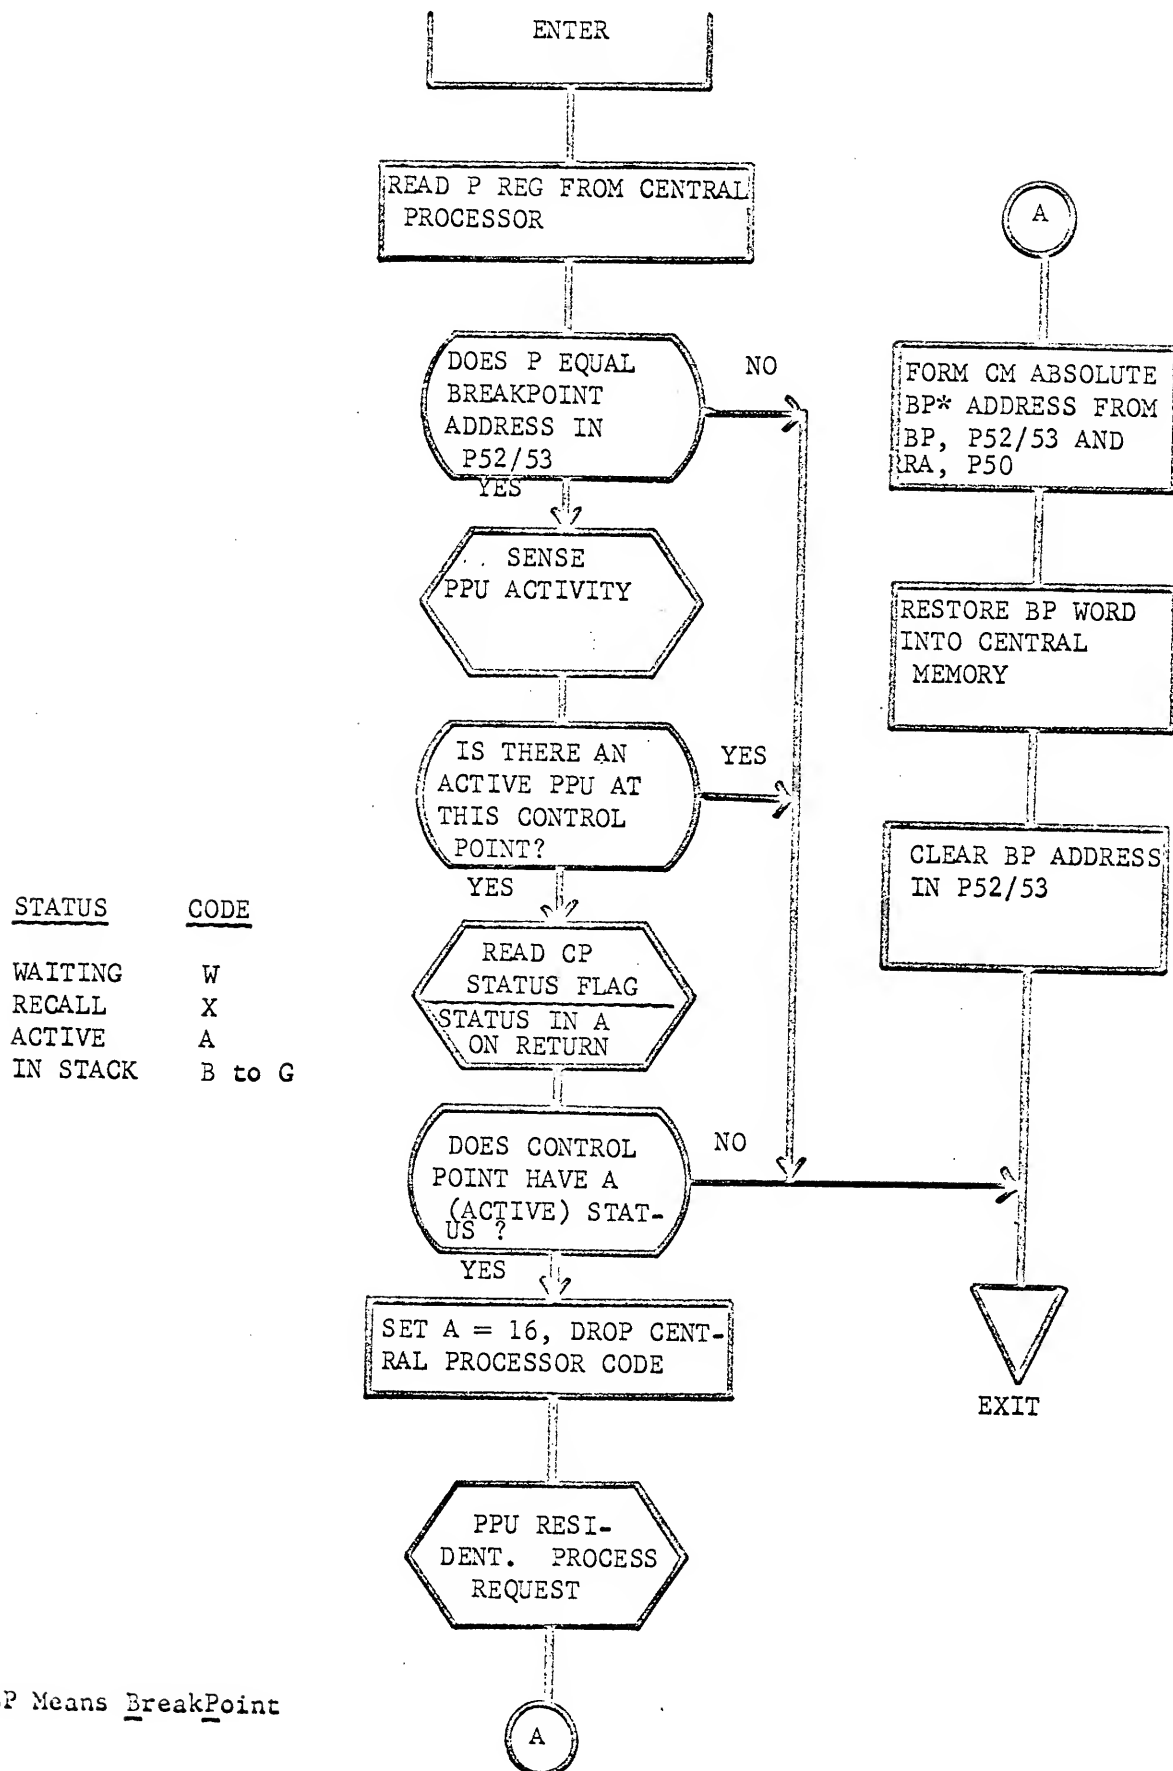 ENTER
READ P REG FROM CENTRAL
PROCESSOR
DOES P EQUAL
BREAKPOINT
ADDRESS IN
P52/53
NO
YES
SENSE
PPU ACTIVITY
IS THERE AN
ACTIVE PPU AT
THIS CONTROL
POINT?
YES
YES
READ CP
STATUS FLAG
STATUS IN A
ON RETURN
DOES CONTROL
POINT HAVE A
(ACTIVE) STAT-
US ?
NO
YES
SET A = 16, DROP CENT-
RAL PROCESSOR CODE
PPU RESI-
DENT. PROCESS
REQUEST
A
A
FORM CM ABSOLUTE
BP* ADDRESS FROM
BP, P52/53 AND
RA, P50
RESTORE BP WORD
INTO CENTRAL
MEMORY
CLEAR BP ADDRESS
IN P52/53
EXIT
STATUS CODE
WAITING W
RECALL X
ACTIVE A
IN STACK B to G
P Means BreakPoint